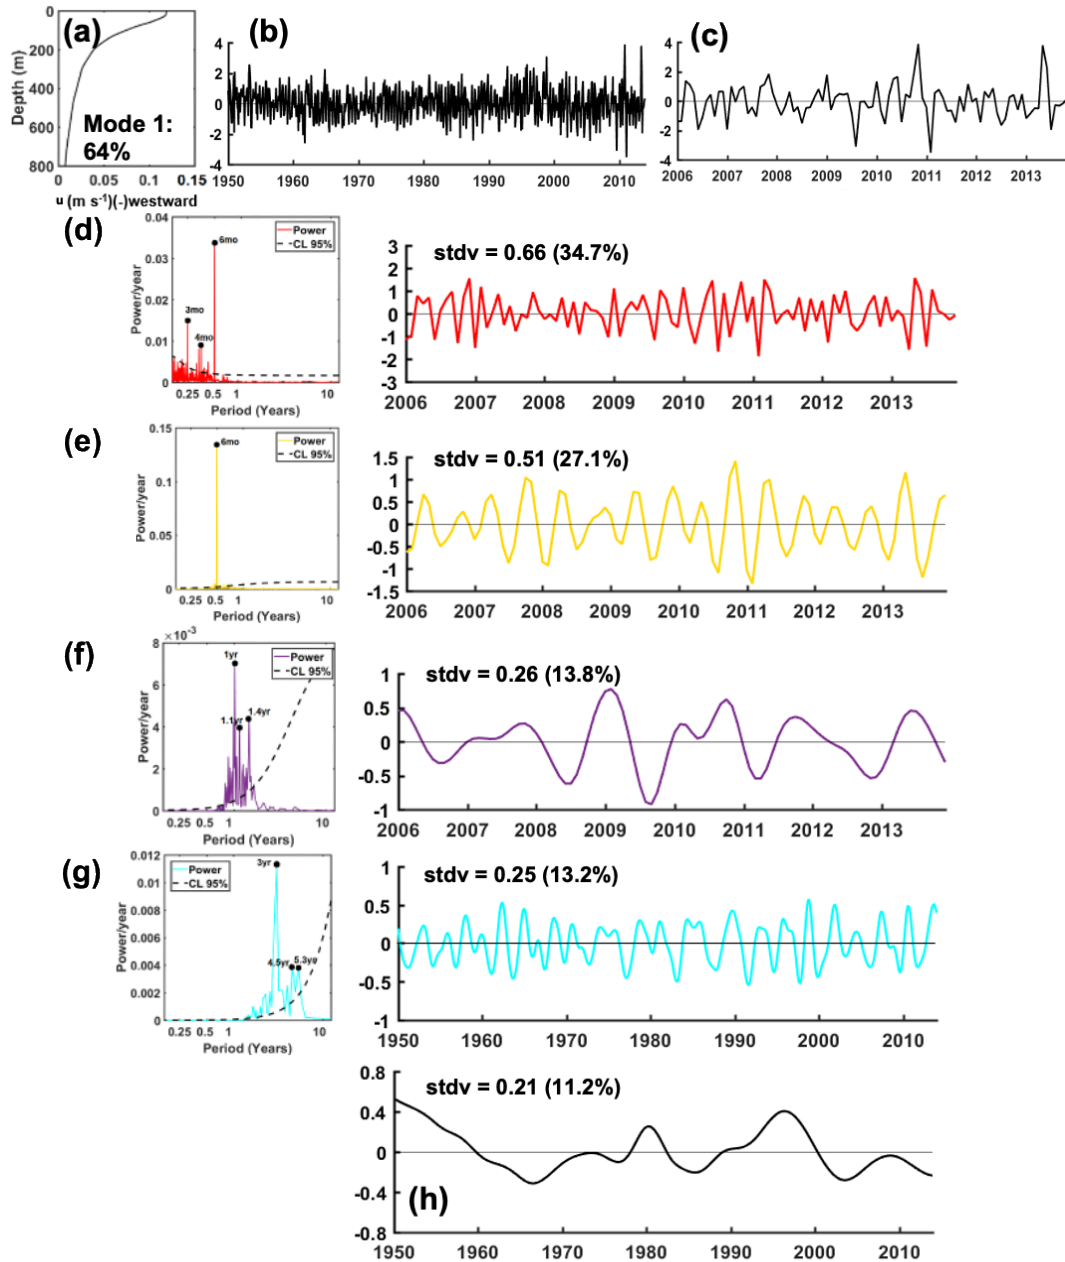 (a)
0
200
400
600
800
Depth (m)
Mode 1:
64%
0 0.05 0.1 0.15
u (m s-¹)(-)westward
(b)
4
2
0
-2
-4
1950 1960 1970 1980 1990 2000 2010
(c)
4
2
0
-2
-4
2006 2007 2008 2009 2010 2011 2012 2013
(d)
0.04
0.03
0.02
0.01
0
Power/year
Power
CL 95%
6mo
3mo
4mo
0.25 0.5 1 10
Period (Years)
stdv = 0.66 (34.7%)
3
2
1
0
-1
-2
-3
2006 2007 2008 2009 2010 2011 2012 2013
(e)
0.15
0.1
0.05
0
Power/year
Power
CL 95%
6mo
0.25 0.5 1 10
Period (Years)
stdv = 0.51 (27.1%)
1.5
1
0.5
0
-0.5
-1
-1.5
2006 2007 2008 2009 2010 2011 2012 2013
(f)
×10⁻³
8
6
4
2
0
Power/year
Power
CL 95%
1yr
1.1yr
1.4yr
0.25 0.5 1 10
Period (Years)
stdv = 0.26 (13.8%)
1
0.5
0
-0.5
-1
2006 2007 2008 2009 2010 2011 2012 2013
(g)
0.012
0.01
0.008
0.006
0.004
0.002
0
Power/year
Power
CL 95%
3yr
4.5yr
5.3yr
0.25 0.5 1 10
Period (Years)
stdv = 0.25 (13.2%)
1
0.5
0
-0.5
-1
1950 1960 1970 1980 1990 2000 2010
stdv = 0.21 (11.2%)
0.8
0.4
0
-0.4
-0.8
(h)
1950 1960 1970 1980 1990 2000 2010